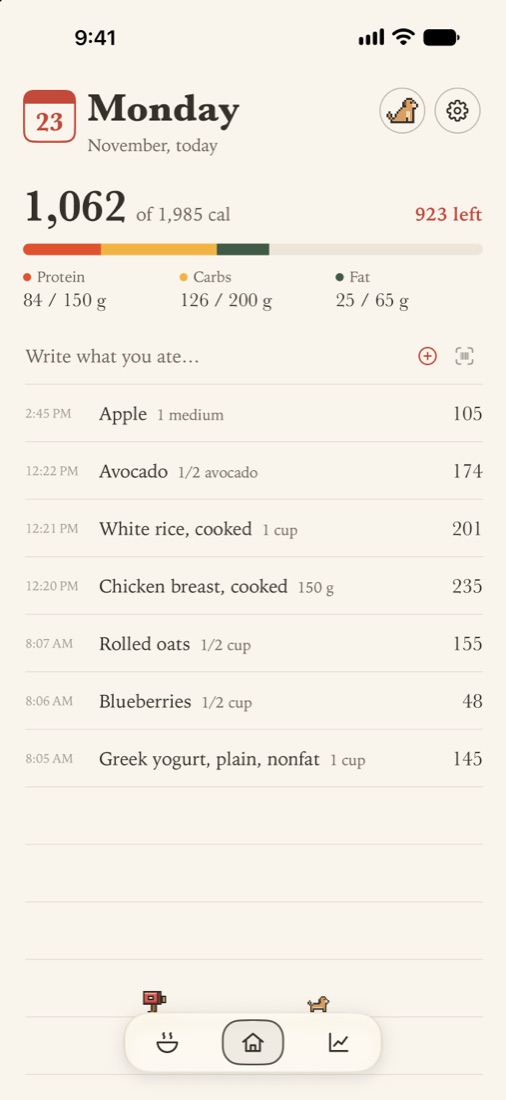 9:41
23
Monday
November, today
1,062 of 1,985 cal
923 left
Protein
84 / 150 g
Carbs
126 / 200 g
Fat
25 / 65 g
Write what you ate...
2:45 PM Apple 1 medium 105
12:22 PM Avocado 1/2 avocado 174
12:21 PM White rice, cooked 1 cup 201
12:20 PM Chicken breast, cooked 150 g 235
8:07 AM Rolled oats 1/2 cup 155
8:06 AM Blueberries 1/2 cup 48
8:05 AM Greek yogurt, plain, nonfat 1 cup 145